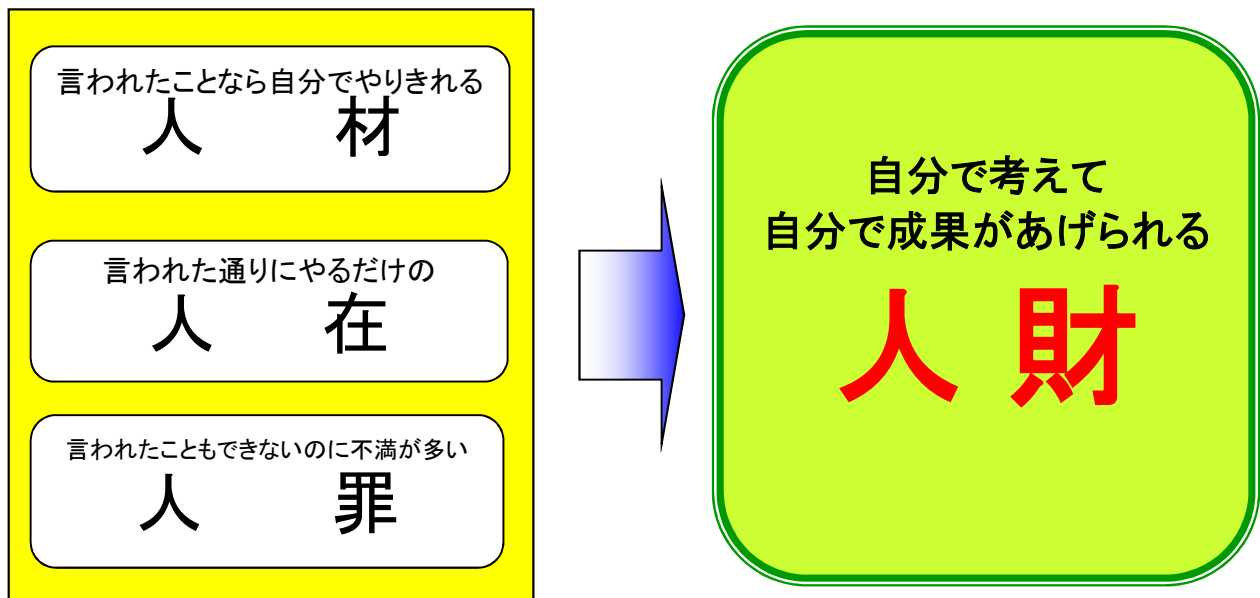 言われたことなら自分でやりきれる
人　材
言われた通りにやるだけの
人　在
言われたこともできないのに不満が多い
人　罪
自分で考えて
自分で成果があげられる
人 財